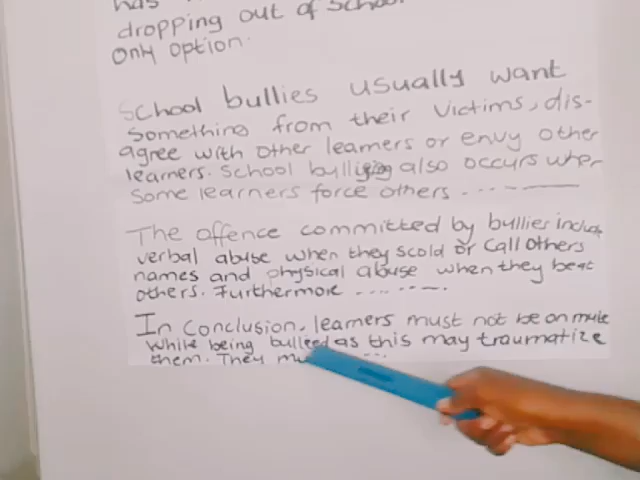 has
dropping out of school
only option.
School bullies usually want
something from their victims, dis-
agree with other learners or envy other
learners. School bullying also occurs when
some learners force others ..... ———
The offence committed by bullies include
verbal abuse when they scold or call others
names and physical abuse when they beat
others. Furthermore ..... —.
In conclusion, learners must not be on mute
while being bullied as this may traumatize
them. They mu ...